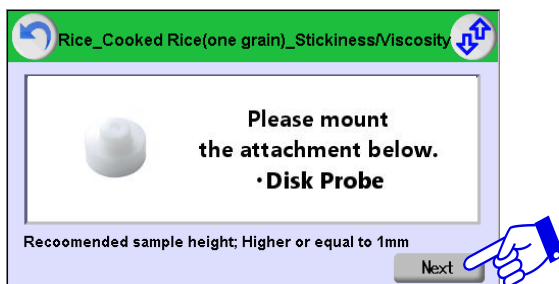 Rice_Cooked Rice(one grain)_Stickiness/Viscosity
Please mount
the attachment below.
・Disk Probe
Recoomended sample height; Higher or equal to 1mm
Next